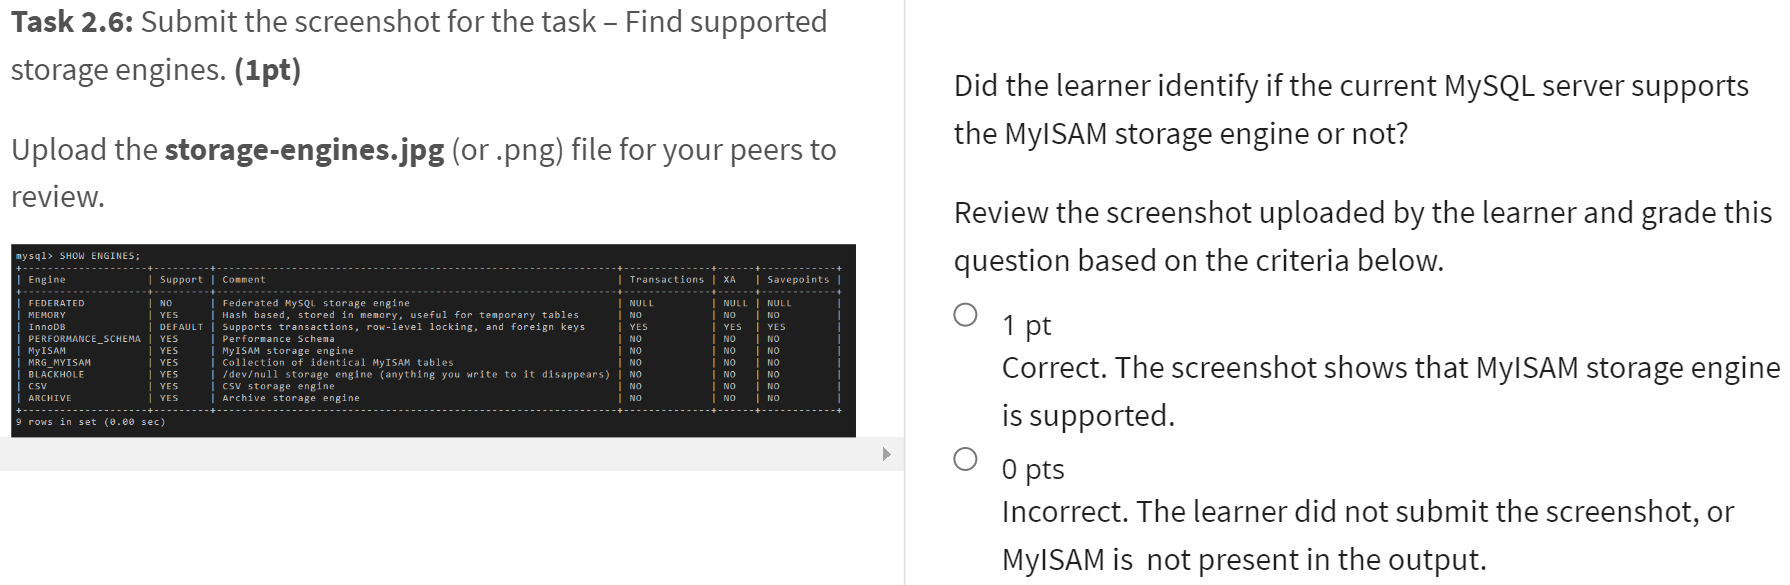 Task 2.6: Submit the screenshot for the task – Find supported
storage engines. (1pt)
Upload the storage-engines.jpg (or .png) file for your peers to
review.
mysql> SHOW ENGINES;
+--------------------+---------+----------------------------------------------------------------+--------------+------+------------+
| Engine | Support | Comment | Transactions | XA | Savepoints |
+--------------------+---------+----------------------------------------------------------------+--------------+------+------------+
| FEDERATED | NO | Federated MySQL storage engine | NULL | NULL | NULL |
| MEMORY | YES | Hash based, stored in memory, useful for temporary tables | NO | NO | NO |
| InnoDB | DEFAULT | Supports transactions, row-level locking, and foreign keys | YES | YES | YES |
| PERFORMANCE_SCHEMA | YES | Performance Schema | NO | NO | NO |
| MyISAM | YES | MyISAM storage engine | NO | NO | NO |
| MRG_MYISAM | YES | Collection of identical MyISAM tables | NO | NO | NO |
| BLACKHOLE | YES | /dev/null storage engine (anything you write to it disappears) | NO | NO | NO |
| CSV | YES | CSV storage engine | NO | NO | NO |
| ARCHIVE | YES | Archive storage engine | NO | NO | NO |
+--------------------+---------+----------------------------------------------------------------+--------------+------+------------+
9 rows in set (0.00 sec)
Did the learner identify if the current MySQL server supports
the MyISAM storage engine or not?
Review the screenshot uploaded by the learner and grade this
question based on the criteria below.
1 pt
Correct. The screenshot shows that MyISAM storage engine
is supported.
0 pts
Incorrect. The learner did not submit the screenshot, or
MyISAM is  not present in the output.